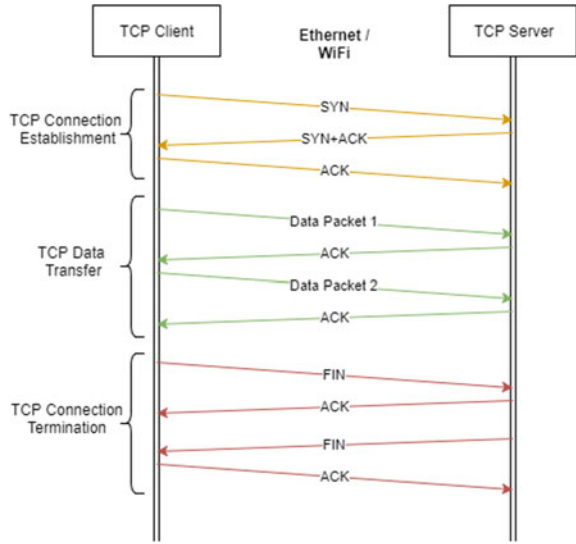 TCP Client
Ethernet /
WiFi
TCP Server
TCP Connection
Establishment
SYN
SYN+ACK
ACK
TCP Data
Transfer
Data Packet 1
ACK
Data Packet 2
ACK
TCP Connection
Termination
FIN
ACK
FIN
ACK